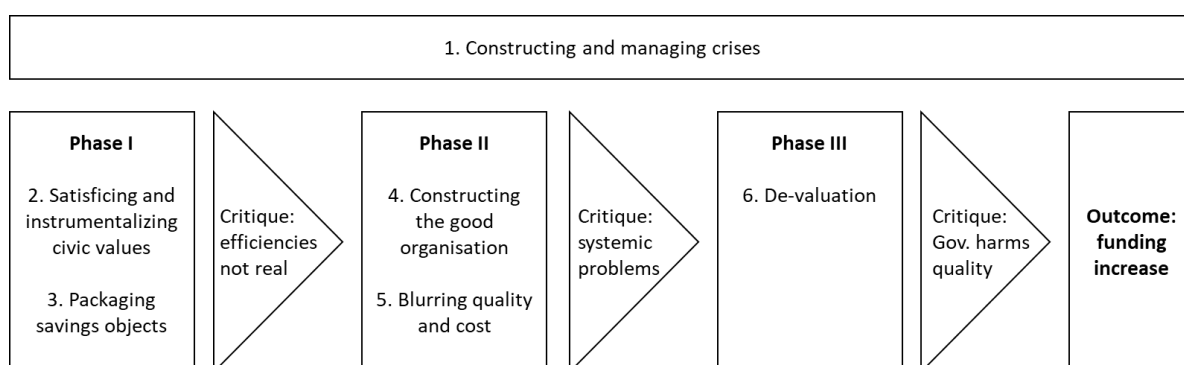 1. Constructing and managing crises
Phase I
2. Satisficing and
instrumentalizing
civic values
3. Packaging
savings objects
Critique:
efficiencies
not real
Phase II
4. Constructing
the good
organisation
5. Blurring quality
and cost
Critique:
systemic
problems
Phase III
6. De-valuation
Critique:
Gov. harms
quality
Outcome:
funding
increase